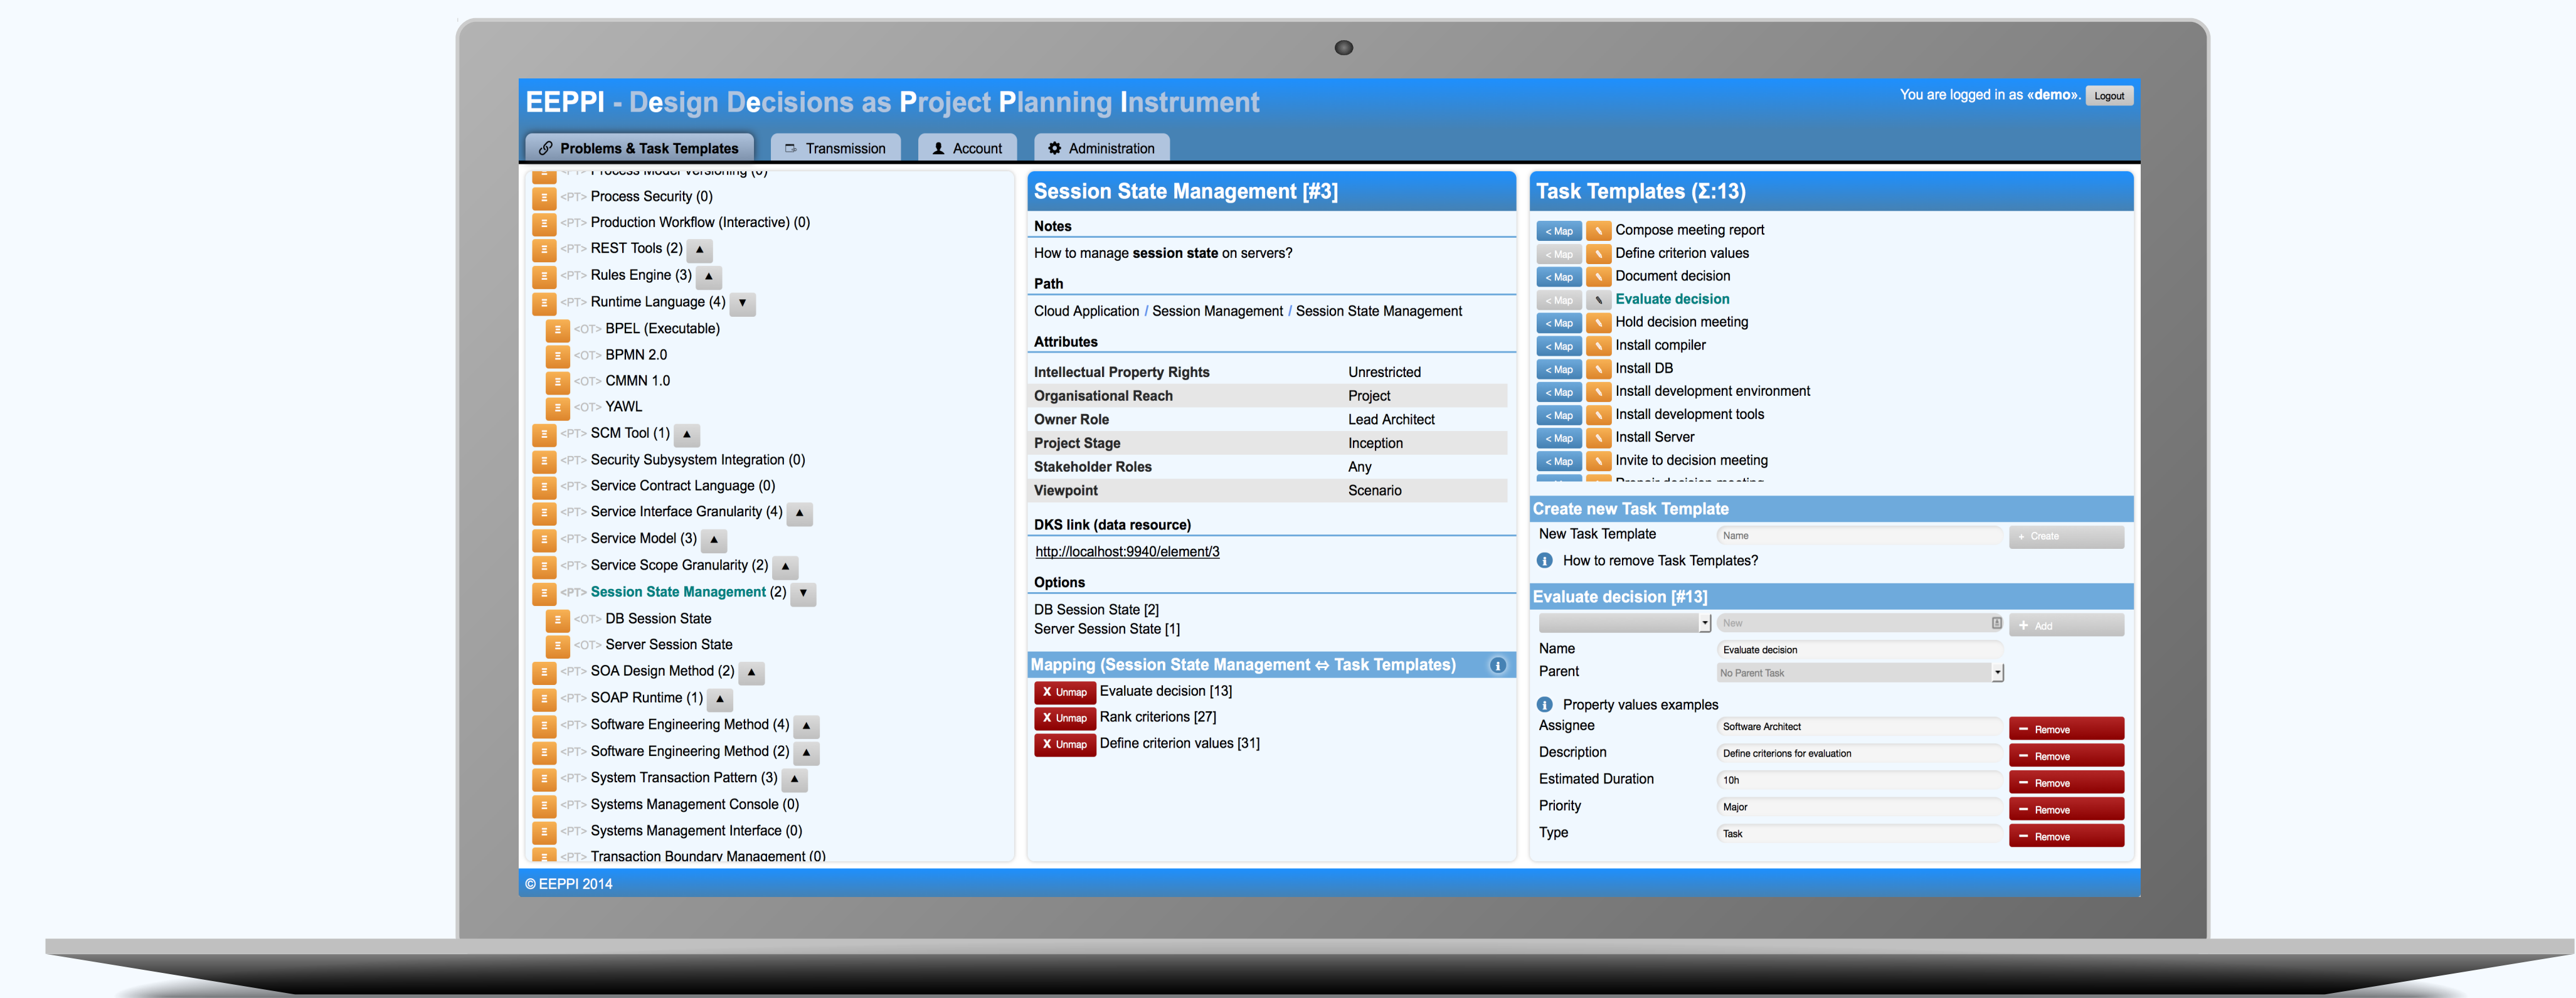 EEPPI - Design Decisions as Project Planning Instrument
You are logged in as «demo». Logout
Problems & Task Templates
Transmission
Account
Administration
<PT> Process Model Versioning (0)
<PT> Process Security (0)
<PT> Production Workflow (Interactive) (0)
<PT> REST Tools (2) ▲
<PT> Rules Engine (3) ▲
<PT> Runtime Language (4) ▼
<OT> BPEL (Executable)
<OT> BPMN 2.0
<OT> CMMN 1.0
<OT> YAWL
<PT> SCM Tool (1) ▲
<PT> Security Subysystem Integration (0)
<PT> Service Contract Language (0)
<PT> Service Interface Granularity (4) ▲
<PT> Service Model (3) ▲
<PT> Service Scope Granularity (2) ▲
<PT> Session State Management (2) ▼
<OT> DB Session State
<OT> Server Session State
<PT> SOA Design Method (2) ▲
<PT> SOAP Runtime (1) ▲
<PT> Software Engineering Method (4) ▲
<PT> Software Engineering Method (2) ▲
<PT> System Transaction Pattern (3) ▲
<PT> Systems Management Console (0)
<PT> Systems Management Interface (0)
<PT> Transaction Boundary Management (0)
Session State Management [#3]
Notes
How to manage session state on servers?
Path
Cloud Application / Session Management / Session State Management
Attributes
Intellectual Property Rights Unrestricted
Organisational Reach Project
Owner Role Lead Architect
Project Stage Inception
Stakeholder Roles Any
Viewpoint Scenario
DKS link (data resource)
http://localhost:9940/element/3
Options
DB Session State [2]
Server Session State [1]
Mapping (Session State Management ⇔ Task Templates) i
X Unmap Evaluate decision [13]
X Unmap Rank criterions [27]
X Unmap Define criterion values [31]
Task Templates (Σ:13)
< Map Compose meeting report
< Map Define criterion values
< Map Document decision
< Map Evaluate decision
< Map Hold decision meeting
< Map Install compiler
< Map Install DB
< Map Install development environment
< Map Install development tools
< Map Install Server
< Map Invite to decision meeting
Create new Task Template
New Task Template Name + Create
i How to remove Task Templates?
Evaluate decision [#13]
New + Add
Name Evaluate decision
Parent No Parent Task
i Property values examples
Assignee Software Architect − Remove
Description Define criterions for evaluation − Remove
Estimated Duration 10h − Remove
Priority Major − Remove
Type Task − Remove
© EEPPI 2014